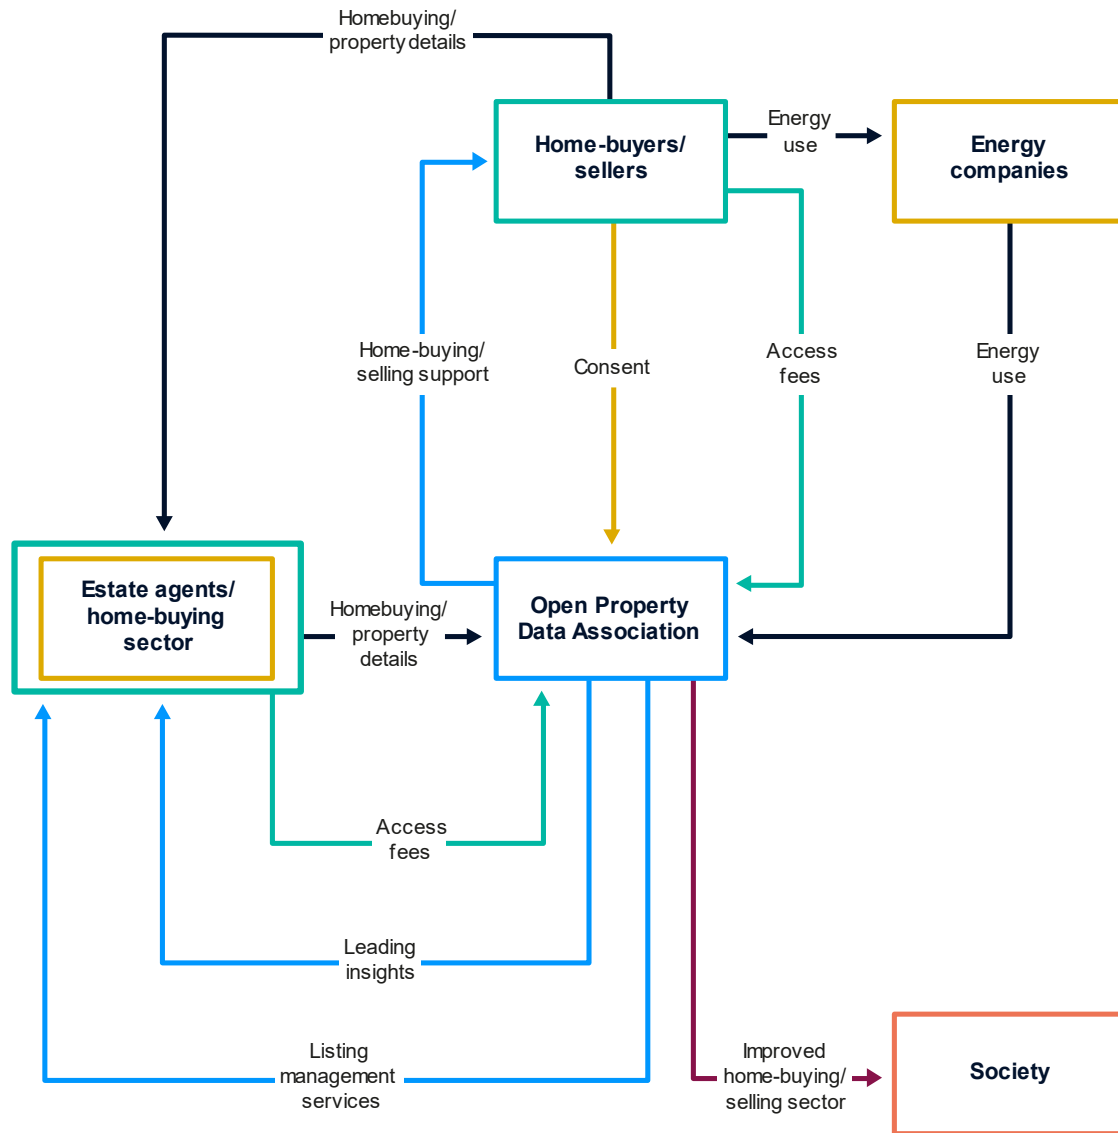 Homebuying/
property details
Home-buyers/
sellers
Energy
use
Energy
companies
Home-buying/
selling support
Consent
Access
fees
Energy
use
Estate agents/
home-buying
sector
Homebuying/
property
details
Open Property
Data Association
Access
fees
Leading
insights
Listing
management
services
Improved
home-buying/
selling sector
Society